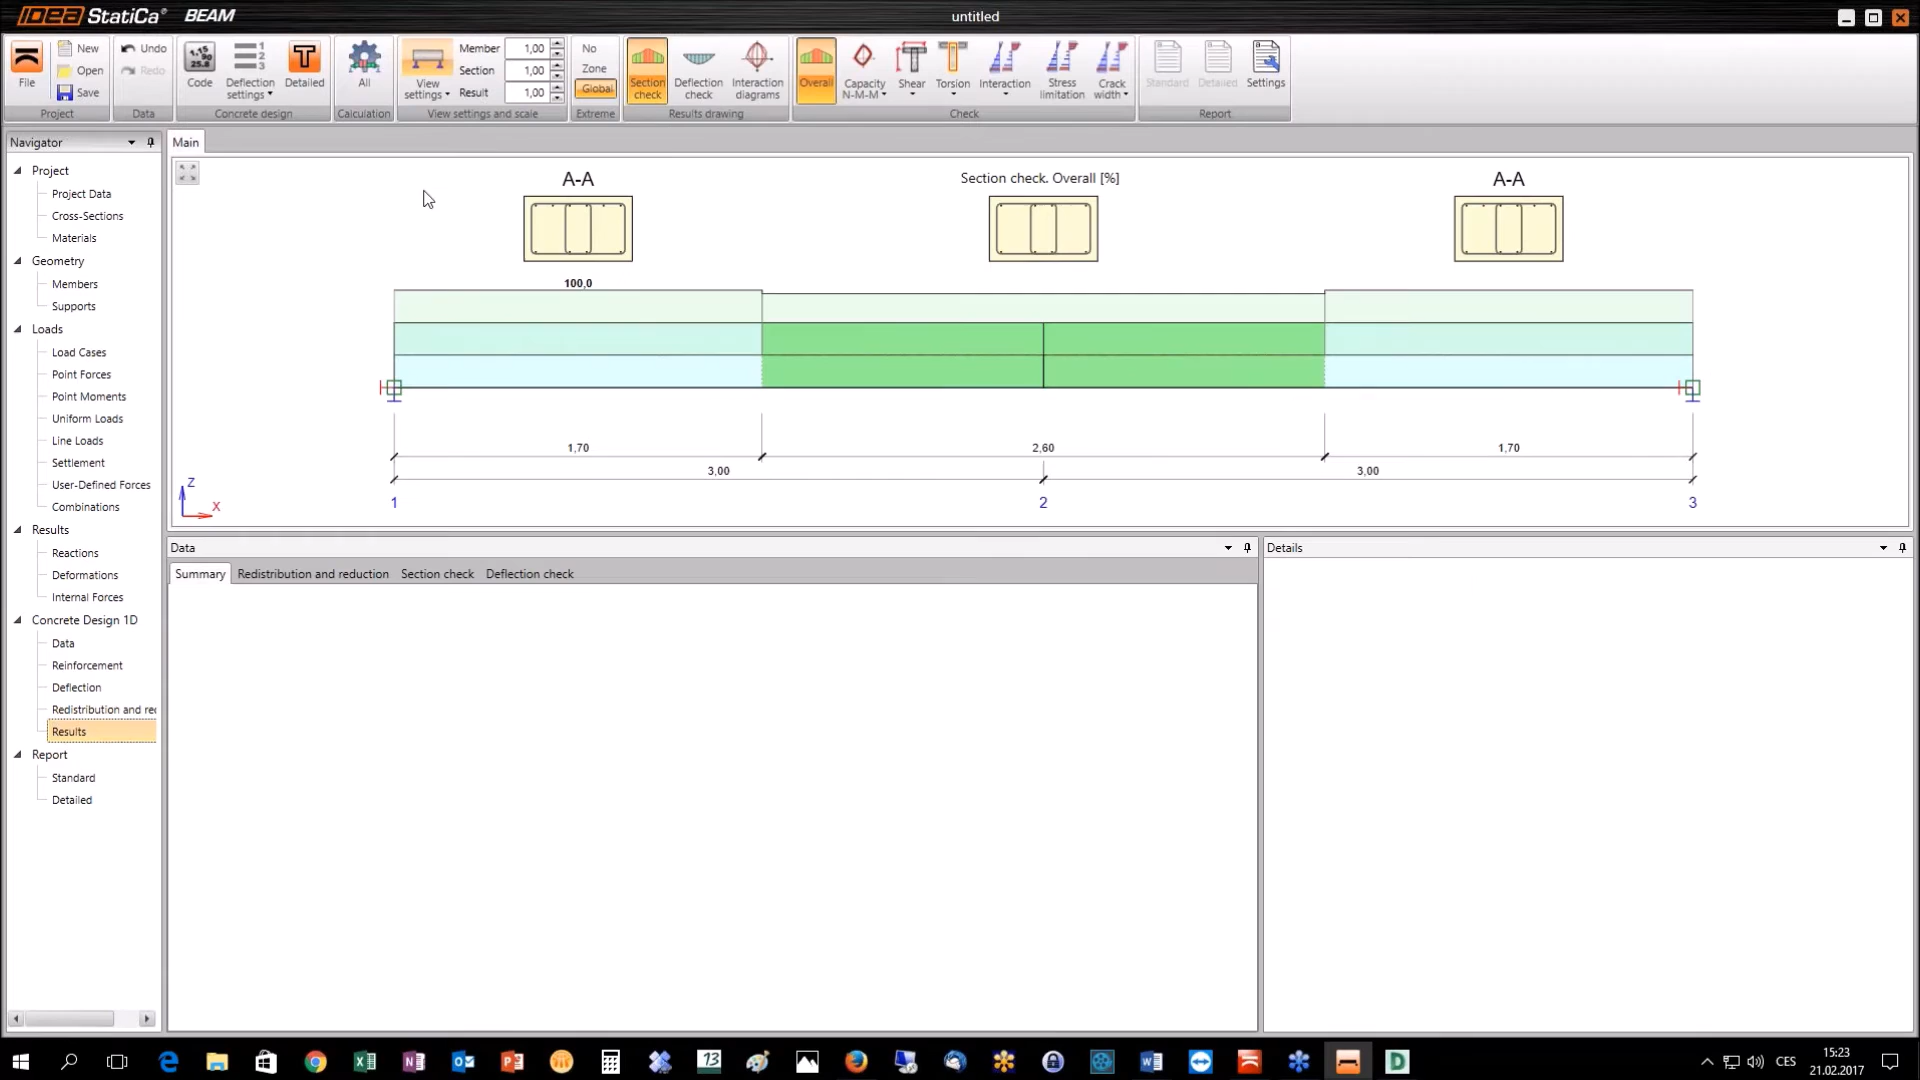 IDEA StatiCa® BEAM
untitled
File
New
Open
Save
Project
Undo
Redo
Data
Code
Deflection settings
Detailed
Concrete design
All
Calculation
View settings
Member 1,00
Section 1,00
Result 1,00
View settings and scale
No
Zone
Global
Extreme
Section check
Deflection check
Interaction diagrams
Results drawing
Overall
Capacity N-M-M
Shear
Torsion
Interaction
Stress limitation
Crack width
Check
Standard
Detailed
Settings
Report
Navigator
Project
Project Data
Cross-Sections
Materials
Geometry
Members
Supports
Loads
Load Cases
Point Forces
Point Moments
Uniform Loads
Line Loads
Settlement
User-Defined Forces
Combinations
Results
Reactions
Deformations
Internal Forces
Concrete Design 1D
Data
Reinforcement
Deflection
Redistribution and rec
Results
Report
Standard
Detailed
Main
A-A
Section check. Overall [%]
A-A
100,0
1,70 2,60 1,70
3,00 3,00
Z
X
1 2 3
Data
Summary Redistribution and reduction Section check Deflection check
Details
13
CES
15:23
21.02.2017